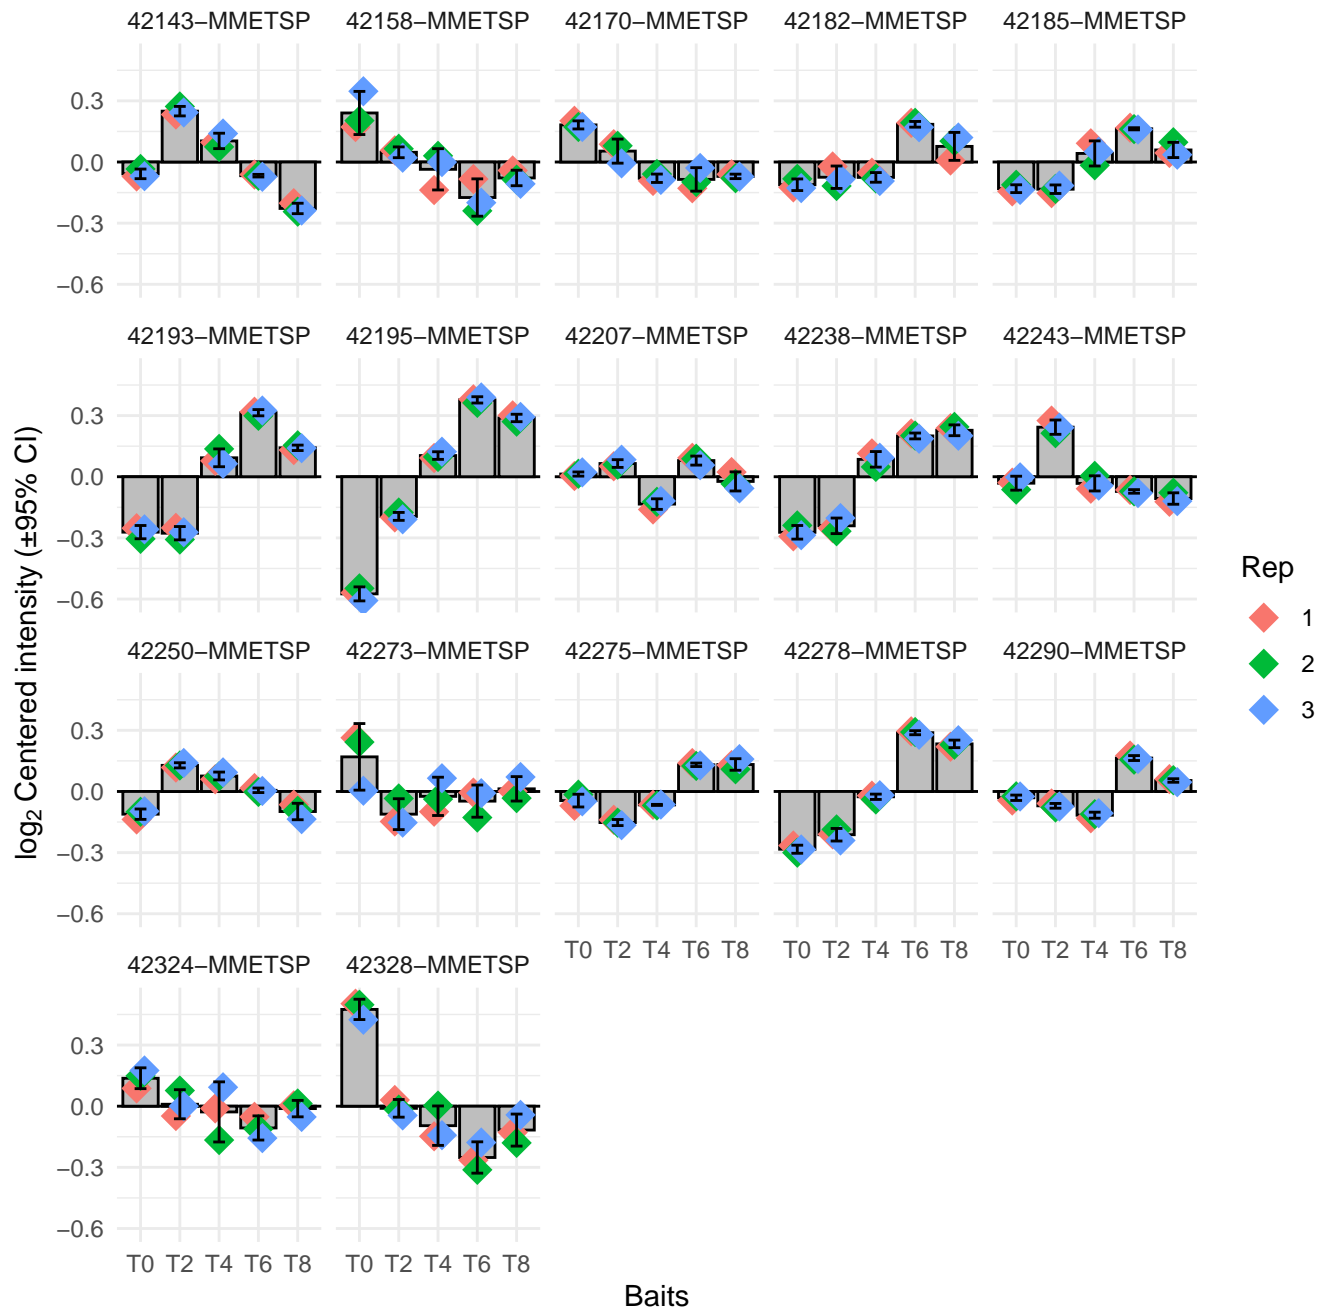 42143−MMETSP 42158−MMETSP 42170−MMETSP 42182−MMETSP 42185−MMETSP
0.3
0.0
−0.3
−0.6
42193−MMETSP 42195−MMETSP 42207−MMETSP 42238−MMETSP 42243−MMETSP
0.3
0.0
−0.3
−0.6
42250−MMETSP 42273−MMETSP 42275−MMETSP 42278−MMETSP 42290−MMETSP
0.3
0.0
−0.3
−0.6
T0 T2 T4 T6 T8 T0 T2 T4 T6 T8 T0 T2 T4 T6 T8
42324−MMETSP 42328−MMETSP
0.3
0.0
−0.3
−0.6
T0 T2 T4 T6 T8 T0 T2 T4 T6 T8
Baits
log₂ Centered intensity (±95% CI)
Rep
1
2
3